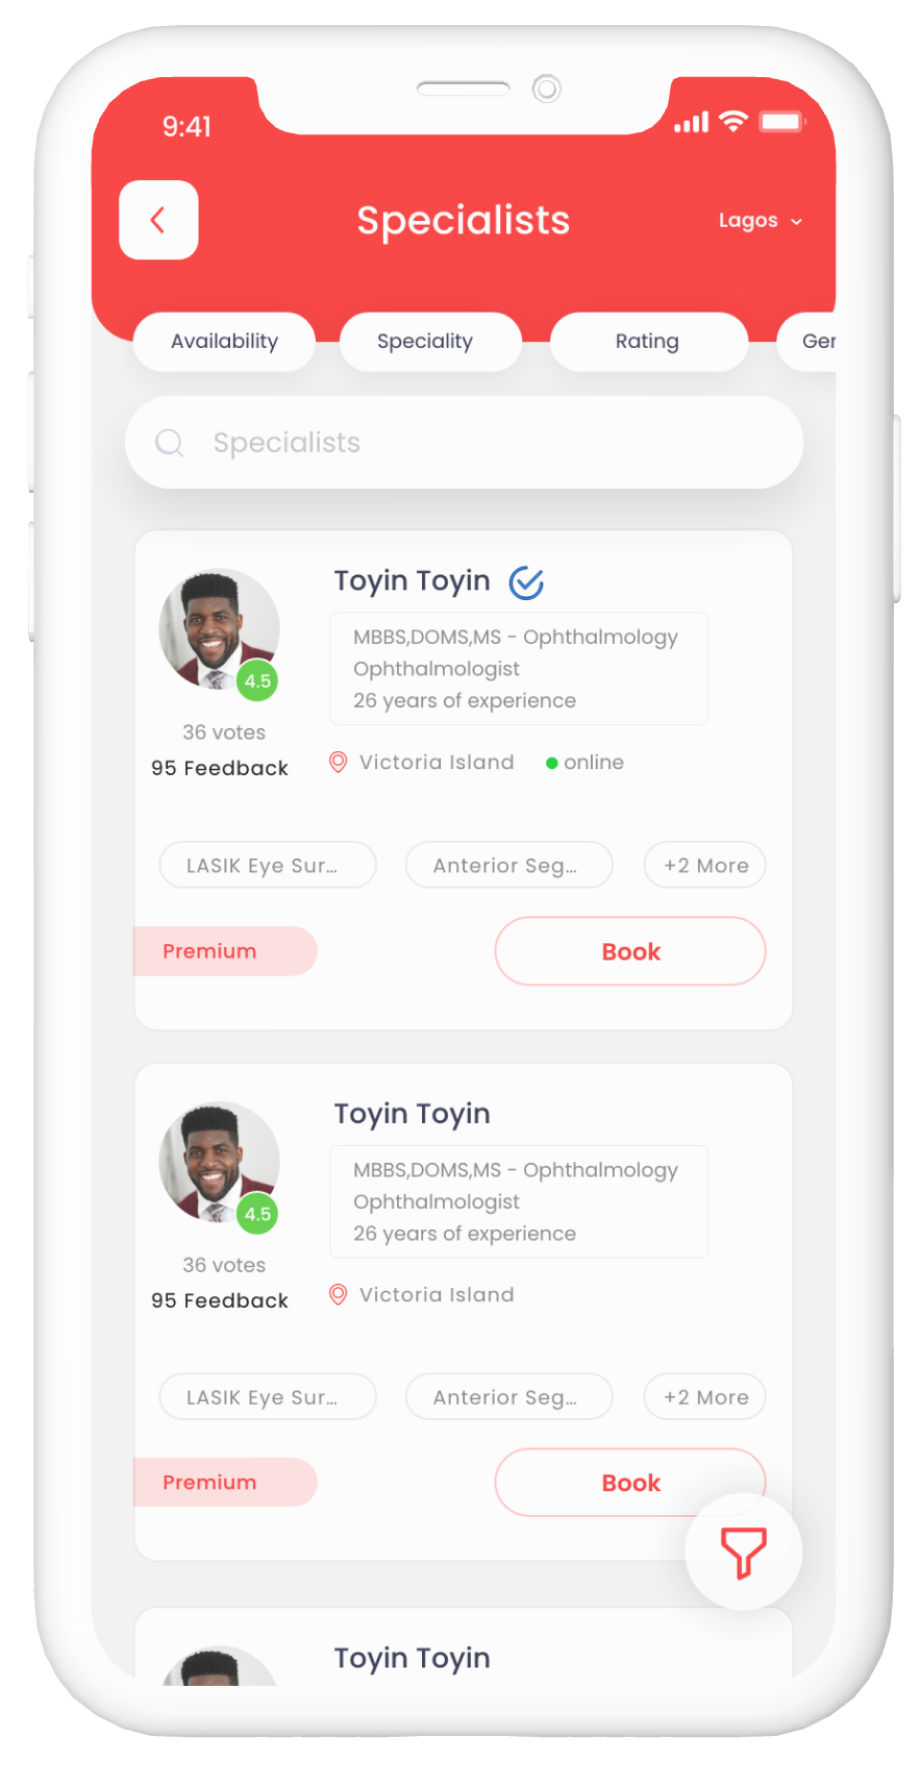 9:41
Specialists
Lagos
Availability
Speciality
Rating
Ger
Specialists
Toyin Toyin
MBBS,DOMS,MS - Ophthalmology
Ophthalmologist
26 years of experience
4.5
36 votes
95 Feedback
Victoria Island
online
LASIK Eye Sur...
Anterior Seg...
+2 More
Premium
Book
Toyin Toyin
MBBS,DOMS,MS - Ophthalmology
Ophthalmologist
26 years of experience
4.5
36 votes
95 Feedback
Victoria Island
LASIK Eye Sur...
Anterior Seg...
+2 More
Premium
Book
Toyin Toyin